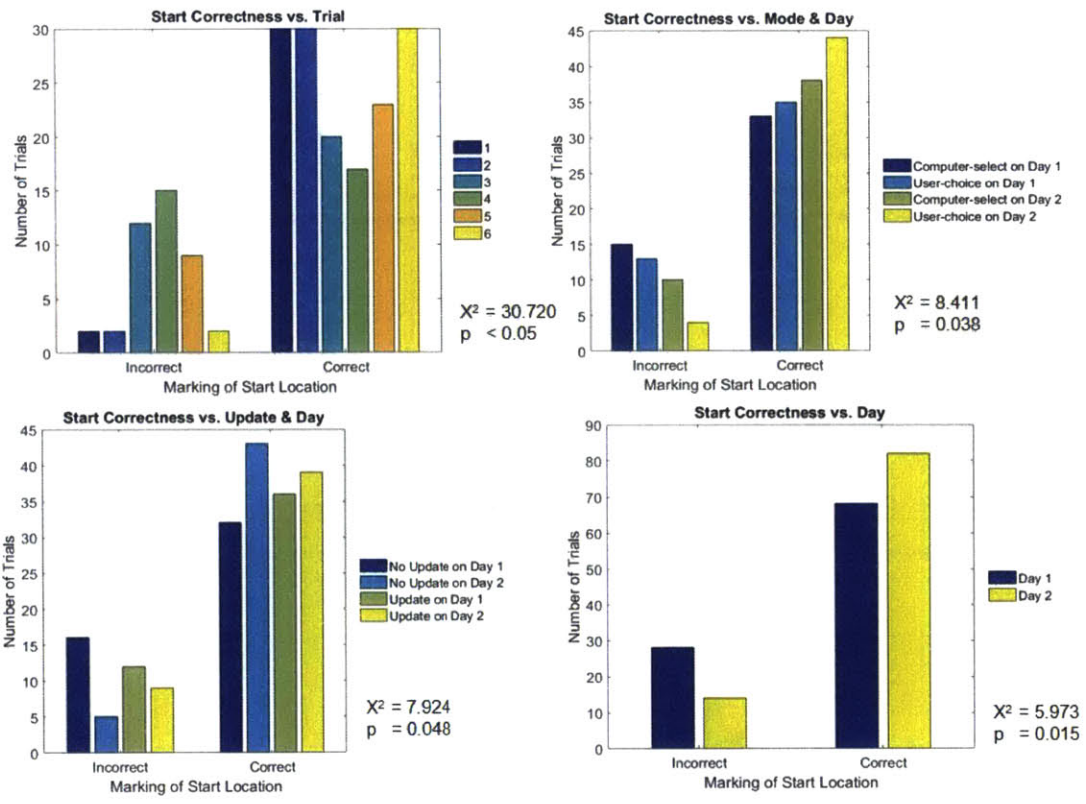 Start Correctness vs. Trial
30
25
20
15
10
5
0
Number of Trials
Incorrect
Correct
Marking of Start Location
1
2
3
4
5
6
X² = 30.720
p < 0.05
Start Correctness vs. Mode & Day
45
40
35
30
25
20
15
10
5
0
Number of Trials
Incorrect
Correct
Marking of Start Location
Computer-select on Day 1
User-choice on Day 1
Computer-select on Day 2
User-choice on Day 2
X² = 8.411
p = 0.038
Start Correctness vs. Update & Day
45
40
35
30
25
20
15
10
5
0
Number of Trials
Incorrect
Correct
Marking of Start Location
No Update on Day 1
No Update on Day 2
Update on Day 1
Update on Day 2
X² = 7.924
p = 0.048
Start Correctness vs. Day
90
80
70
60
50
40
30
20
10
0
Number of Trials
Incorrect
Correct
Marking of Start Location
Day 1
Day 2
X² = 5.973
p = 0.015